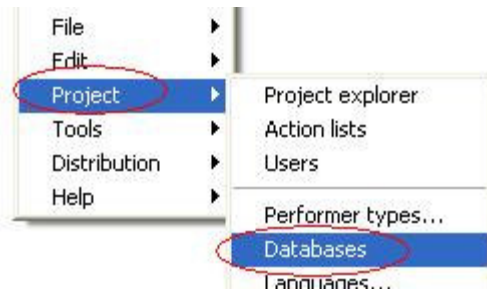 File
Edit
Project
Tools
Distribution
Help
Project explorer
Action lists
Users
Performer types...
Databases
Languages...